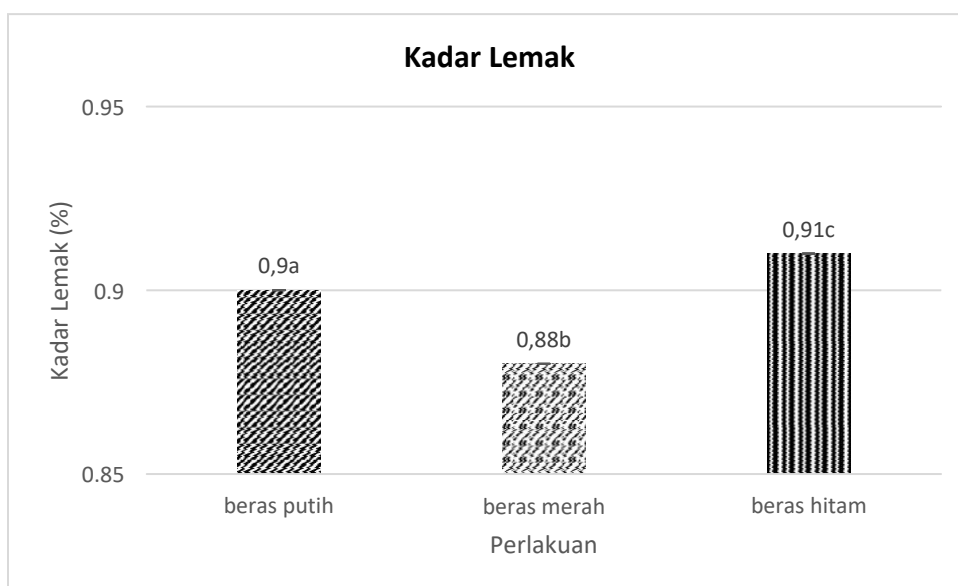 Kadar Lemak
0.95
0.9
0.85
Kadar Lemak (%)
0,9a
0,88b
0,91c
beras putih
beras merah
beras hitam
Perlakuan